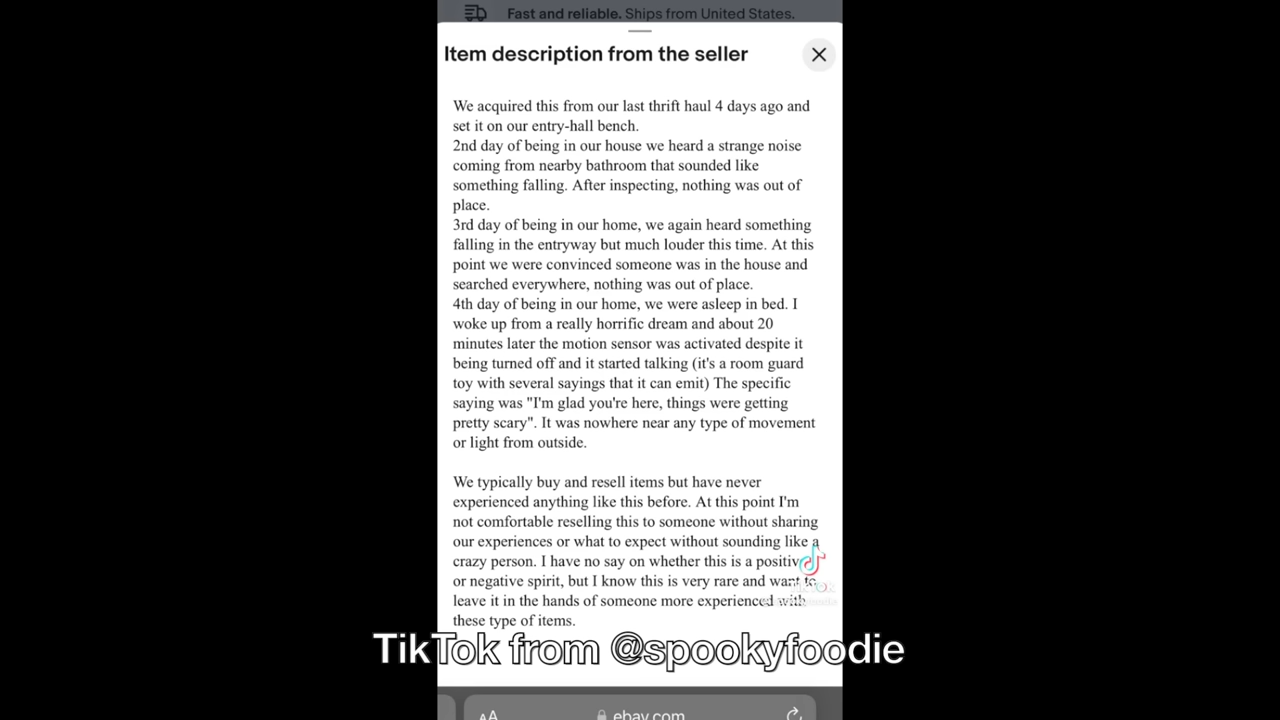 Fast and reliable. Ships from United States.
Item description from the seller
We acquired this from our last thrift haul 4 days ago and
set it on our entry-hall bench.
2nd day of being in our house we heard a strange noise
coming from nearby bathroom that sounded like
something falling. After inspecting, nothing was out of
place.
3rd day of being in our home, we again heard something
falling in the entryway but much louder this time. At this
point we were convinced someone was in the house and
searched everywhere, nothing was out of place.
4th day of being in our home, we were asleep in bed. I
woke up from a really horrific dream and about 20
minutes later the motion sensor was activated despite it
being turned off and it started talking (it's a room guard
toy with several sayings that it can emit) The specific
saying was "I'm glad you're here, things were getting
pretty scary". It was nowhere near any type of movement
or light from outside.
We typically buy and resell items but have never
experienced anything like this before. At this point I'm
not comfortable reselling this to someone without sharing
our experiences or what to expect without sounding like a
crazy person. I have no say on whether this is a positive
or negative spirit, but I know this is very rare and want to
leave it in the hands of someone more experienced with
these type of items.
TikTok from @spookyfoodie
AA ebay.com